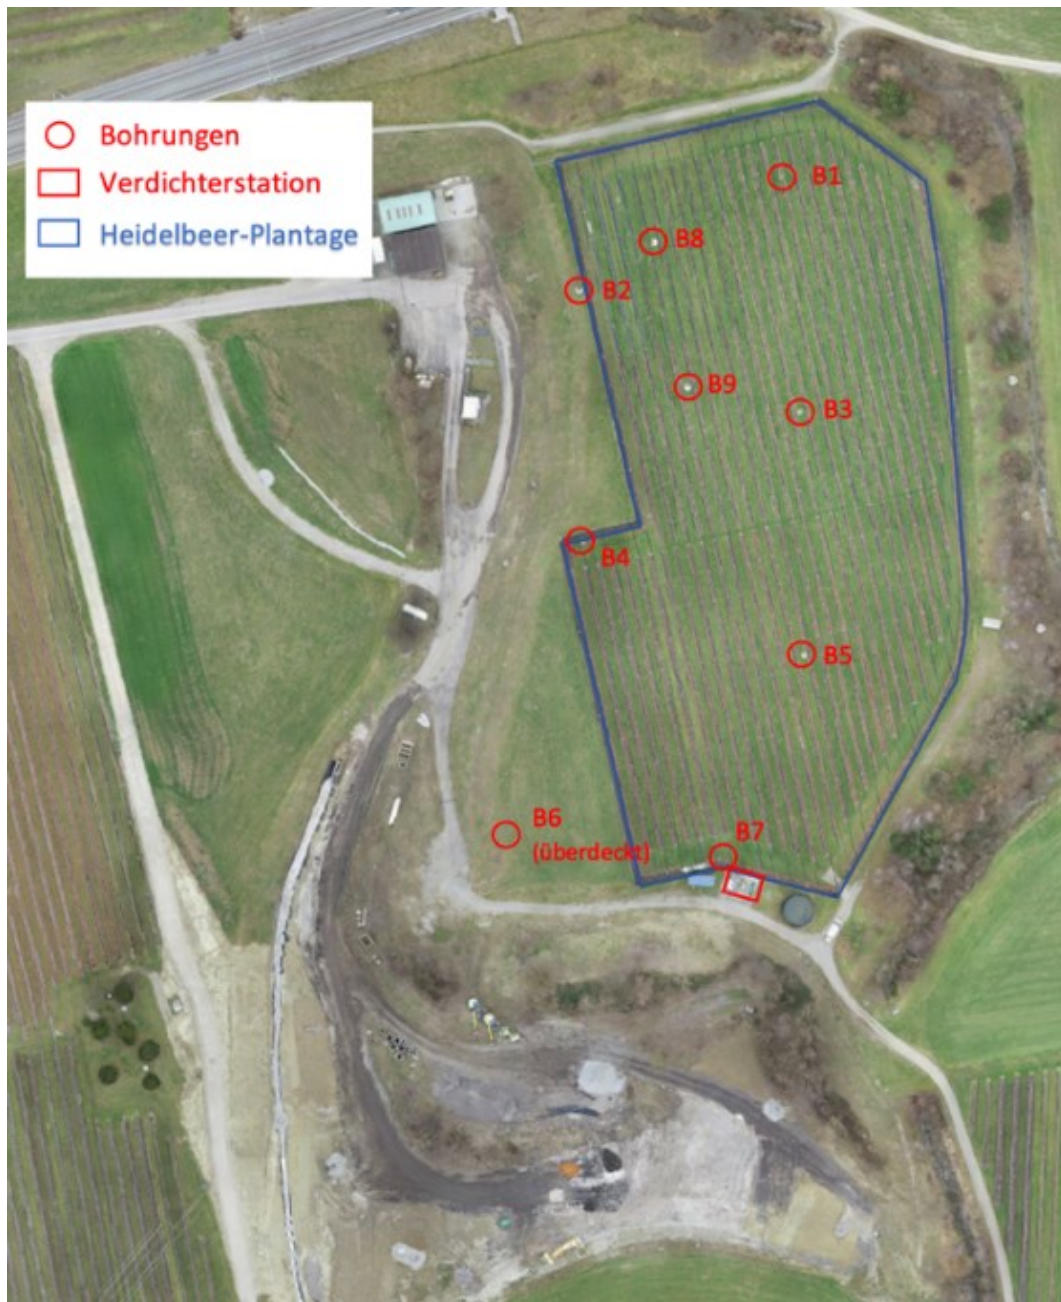 Bohrungen
Verdichterstation
Heidelbeer-Plantage
B1
B8
B2
B9
B3
B4
B5
B6
(überdeckt)
B7